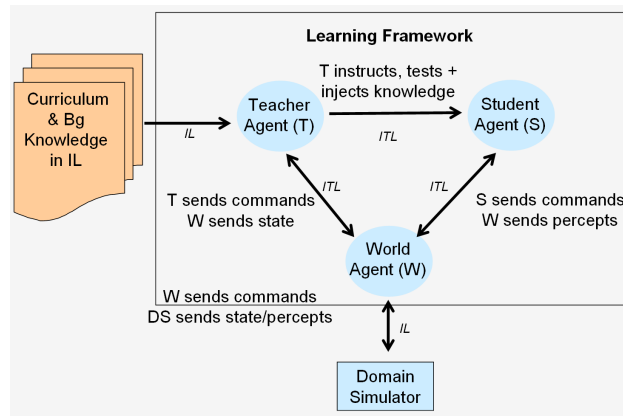 Learning Framework
Curriculum
& Bg
Knowledge
in IL
IL
Teacher
Agent (T)
T instructs, tests +
injects knowledge
ITL
Student
Agent (S)
ITL
T sends commands
W sends state
ITL
S sends commands
W sends percepts
World
Agent (W)
W sends commands
DS sends state/percepts
IL
Domain
Simulator